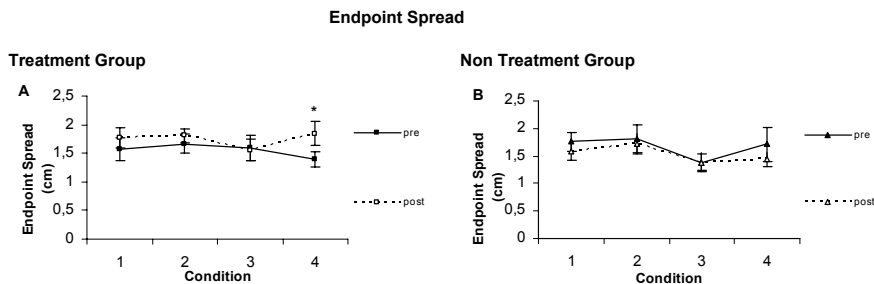 Endpoint Spread
Treatment Group
A
*
2,5
2
1,5
1
0,5
0
Endpoint Spread
(cm)
1 2 3 4
Condition
pre
post
Non Treatment Group
B
2,5
2
1,5
1
0,5
0
Endpoint Spread
(cm)
1 2 3 4
Condition
pre
post